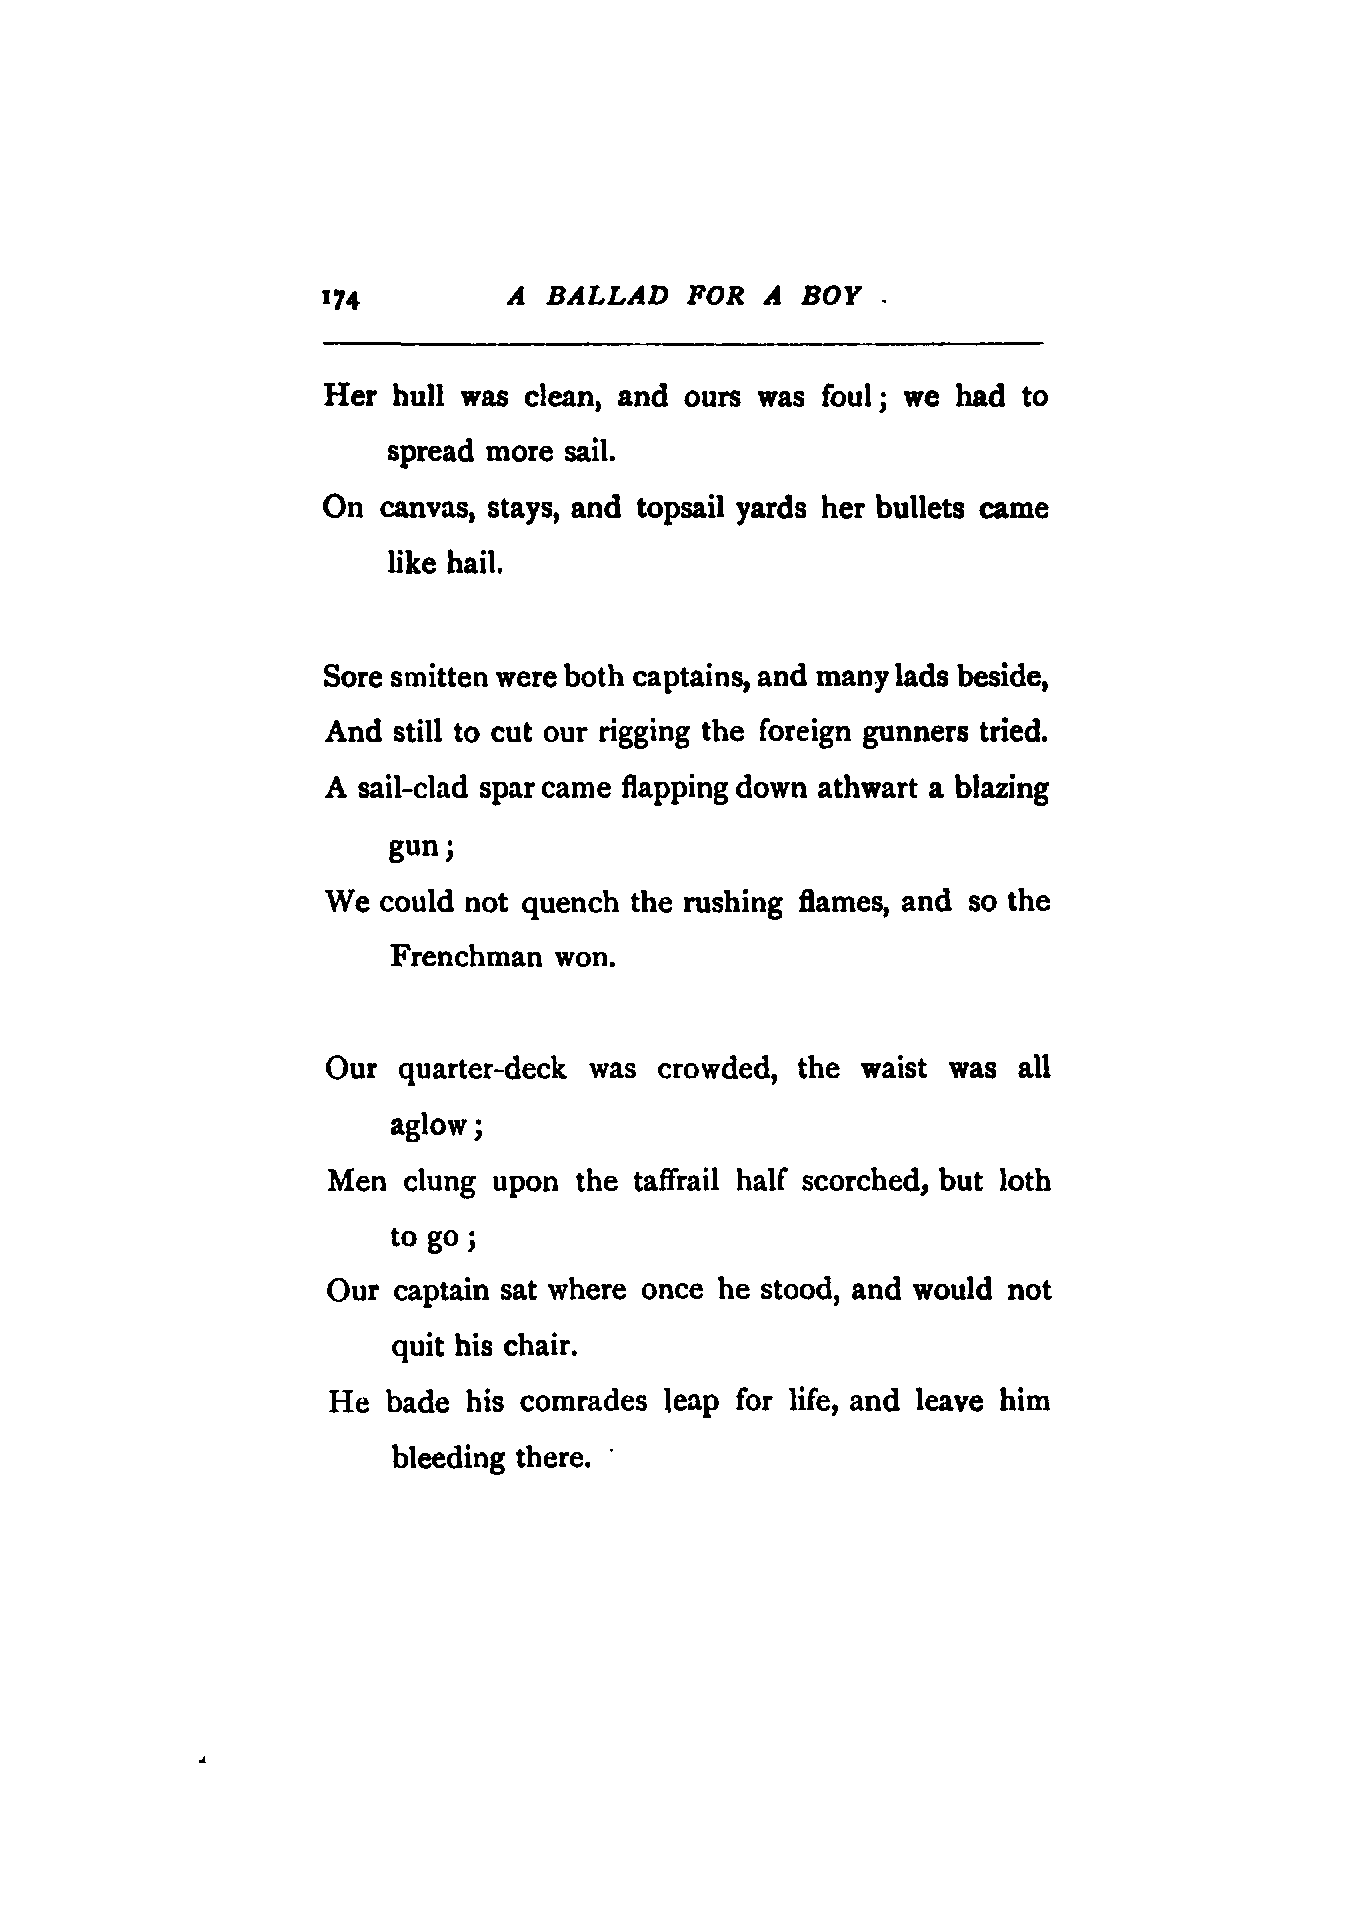 174 A BALLAD FOR A BOY
Her hull was clean, and ours was foul; we had to
spread more sail.
On canvas, stays, and topsail yards her bullets came
like hail.
Sore smitten were both captains, and many lads beside,
And still to cut our rigging the foreign gunners tried.
A sail-clad spar came flapping down athwart a blazing
gun;
We could not quench the rushing flames, and so the
Frenchman won.
Our quarter-deck was crowded, the waist was all
aglow;
Men clung upon the taffrail half scorched, but loth
to go;
Our captain sat where once he stood, and would not
quit his chair.
He bade his comrades leap for life, and leave him
bleeding there.